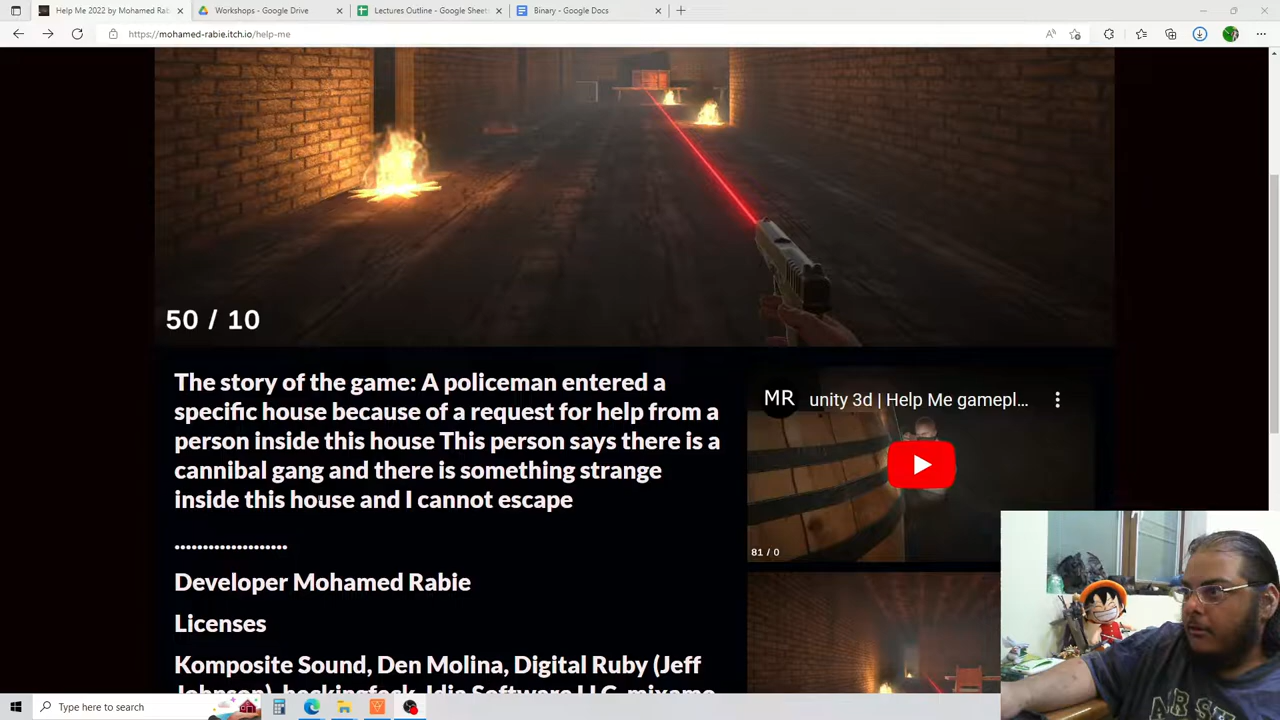 Help Me 2022 by Mohamed Ra
Workshops - Google Drive
Lectures Outline - Google Sheet
Binary - Google Docs
https://mohamed-rabie.itch.io/help-me
50 / 10
The story of the game: A policeman entered a
specific house because of a request for help from a
person inside this house This person says there is a
cannibal gang and there is something strange
inside this house and I cannot escape
....................
Developer Mohamed Rabie
Licenses
Komposite Sound, Den Molina, Digital Ruby (Jeff
MR
unity 3d | Help Me gamepl...
81 / 0
Type here to search